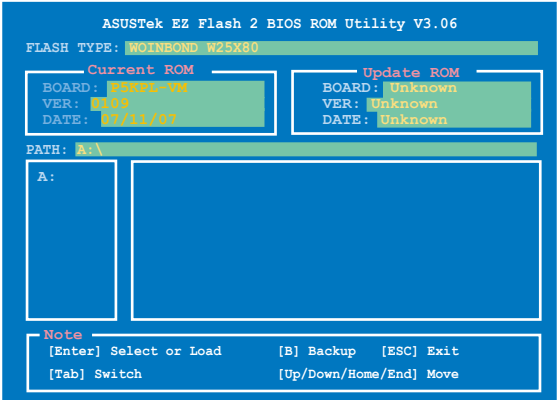 ASUSTek EZ Flash 2 BIOS ROM Utility V3.06
FLASH TYPE: WOINBOND W25X80
Current ROM
BOARD: P5KPL-VM
VER: 0109
DATE: 07/11/07
Update ROM
BOARD: Unknown
VER: Unknown
DATE: Unknown
PATH: A:\
A:
Note
[Enter] Select or Load [B] Backup [ESC] Exit
[Tab] Switch [Up/Down/Home/End] Move